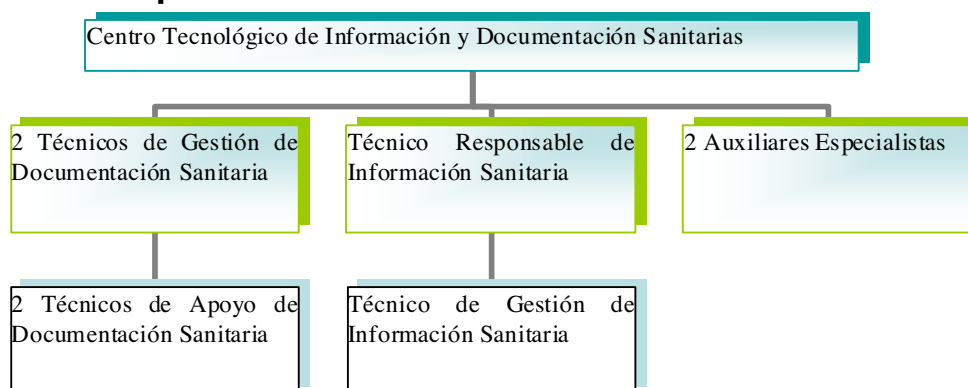 Centro Tecnológico de Información y Documentación Sanitarias
2 Técnicos de Gestión de
Documentación Sanitaria
Técnico Responsable de
Información Sanitaria
2 Auxiliares Especialistas
2 Técnicos de Apoyo de
Documentación Sanitaria
Técnico de Gestión de
Información Sanitaria